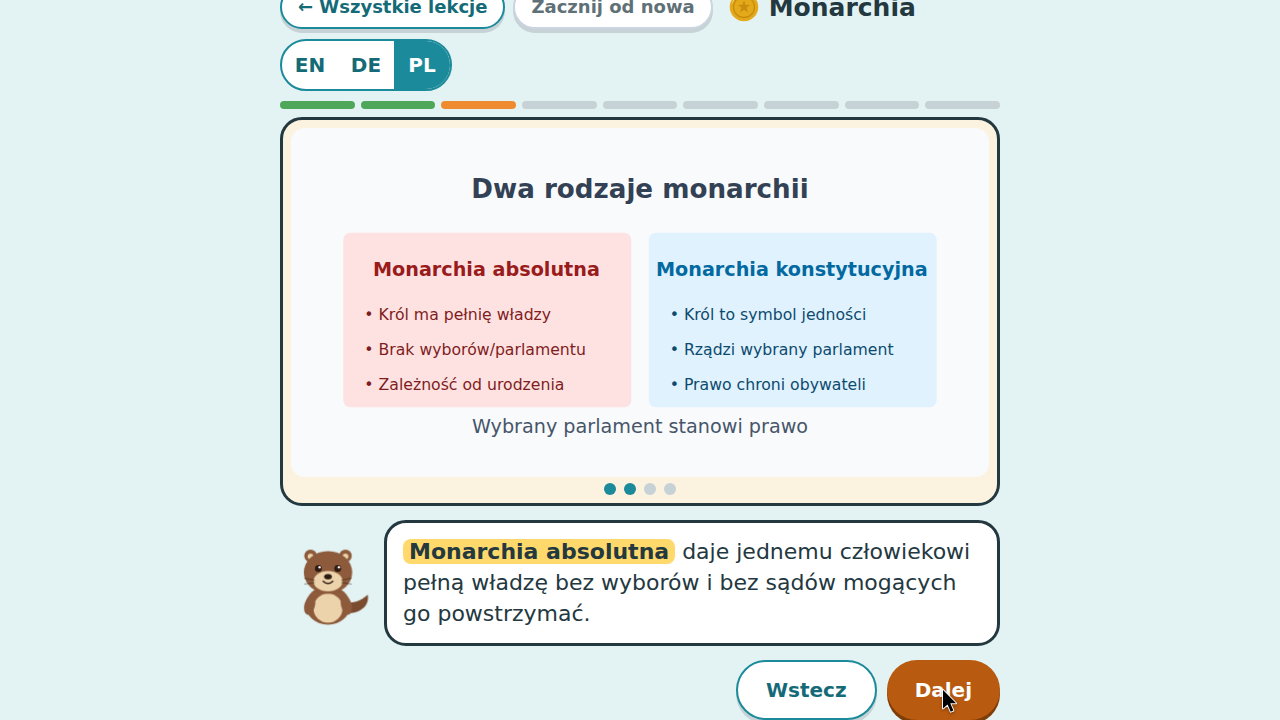 ← Wszystkie lekcje
Zacznij od nowa
Monarchia
EN DE PL
Dwa rodzaje monarchii
Monarchia absolutna
• Król ma pełnię władzy
• Brak wyborów/parlamentu
• Zależność od urodzenia
Monarchia konstytucyjna
• Król to symbol jedności
• Rządzi wybrany parlament
• Prawo chroni obywateli
Wybrany parlament stanowi prawo
Monarchia absolutna daje jednemu człowiekowi
pełną władzę bez wyborów i bez sądów mogących
go powstrzymać.
Wstecz
Dalej